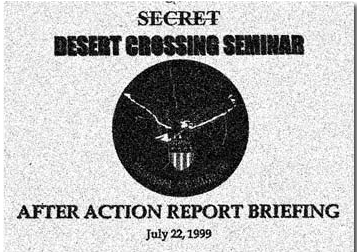 SECRET
DESERT CROSSING SEMINAR
AFTER ACTION REPORT BRIEFING
July 22, 1999